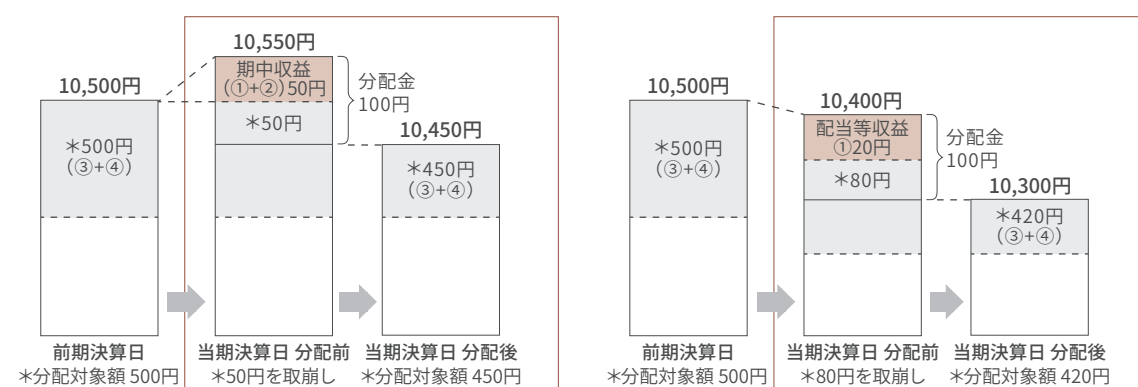 10,550円
期中収益
(①+②)50円
分配金
100円
10,500円
＊50円
10,450円
＊500円
(③+④)
＊450円
(③+④)
前期決算日
＊分配対象額 500円
当期決算日 分配前
＊50円を取崩し
当期決算日 分配後
＊分配対象額 450円
10,500円
10,400円
配当等収益
①20円
分配金
100円
＊500円
(③+④)
＊80円
10,300円
＊420円
(③+④)
前期決算日
＊分配対象額 500円
当期決算日 分配前
＊80円を取崩し
当期決算日 分配後
＊分配対象額 420円